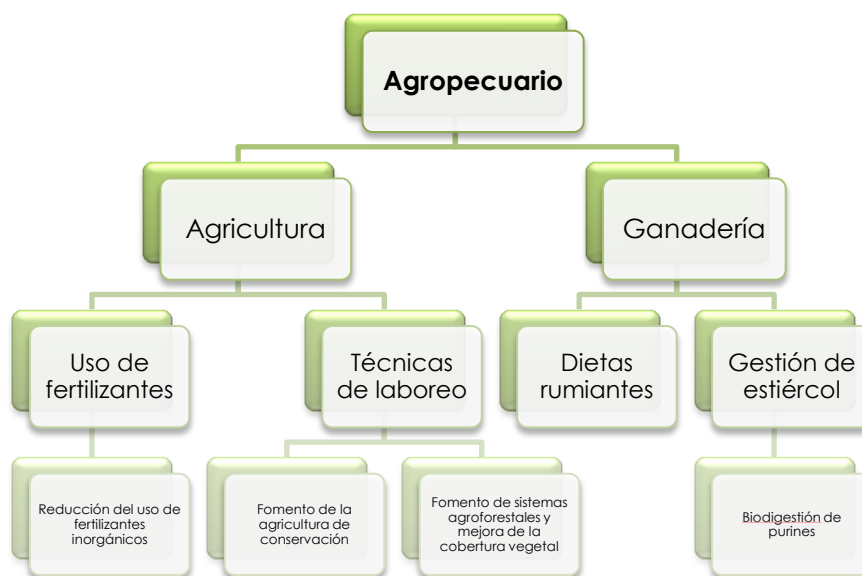 Agropecuario
Agricultura
Ganadería
Uso de
fertilizantes
Técnicas
de laboreo
Dietas
rumiantes
Gestión de
estiércol
Reducción del uso de
fertilizantes
inorgánicos
Fomento de la
agricultura de
conservación
Fomento de sistemas
agroforestales y
mejora de la
cobertura vegetal
Biodigestión de
purines